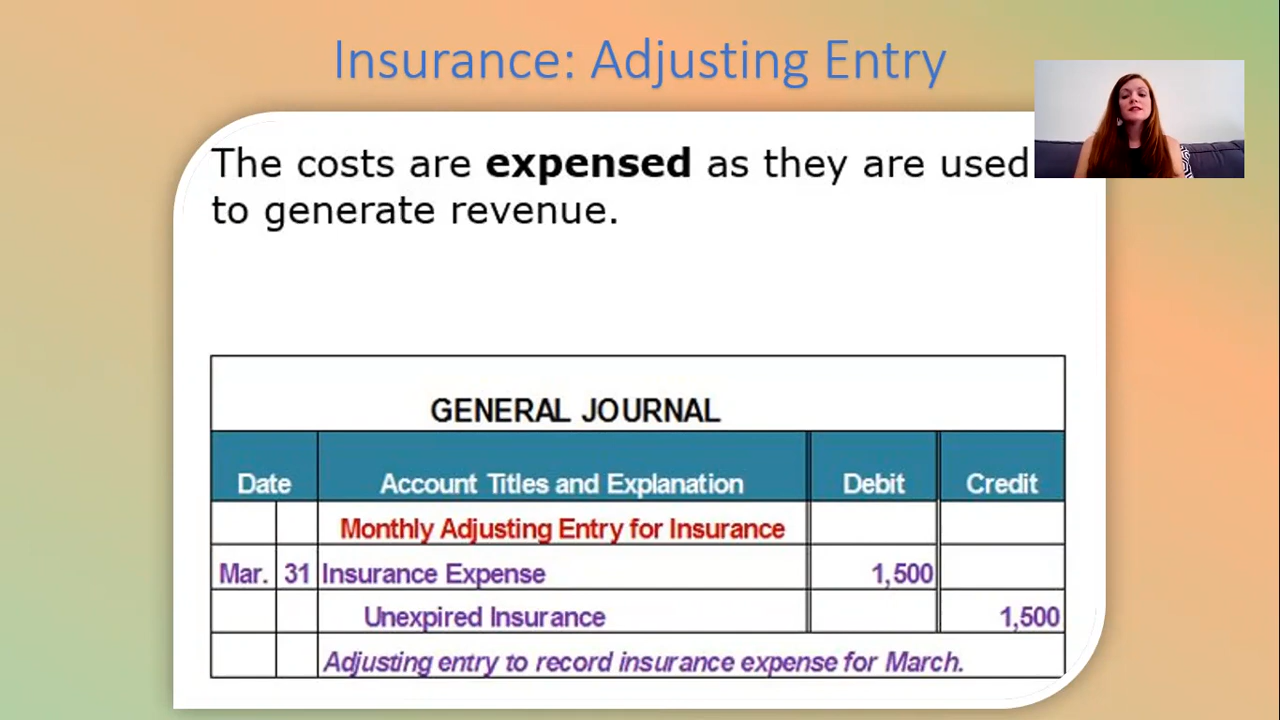 Insurance: Adjusting Entry
The costs are expensed as they are used
to generate revenue.
GENERAL JOURNAL
Date Account Titles and Explanation Debit Credit
Monthly Adjusting Entry for Insurance
Mar. 31 Insurance Expense 1,500
Unexpired Insurance 1,500
Adjusting entry to record insurance expense for March.